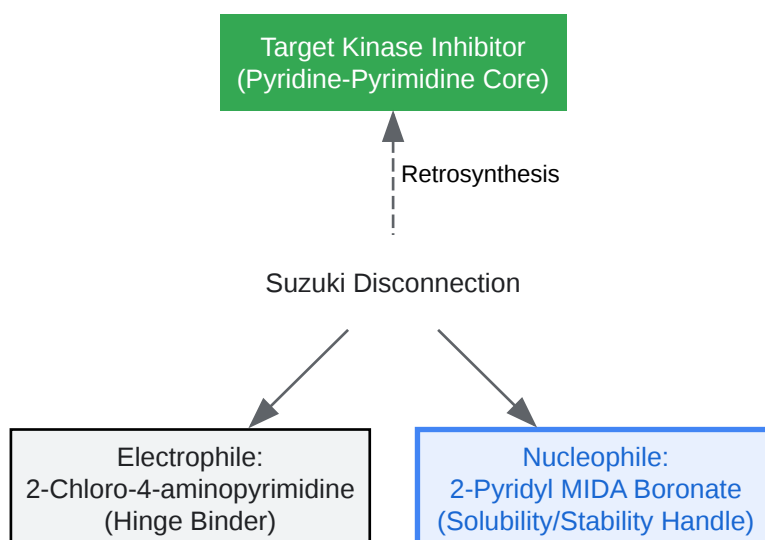 Target Kinase Inhibitor
(Pyridine-Pyrimidine Core)
Retrosynthesis
Suzuki Disconnection
Electrophile:
2-Chloro-4-aminopyrimidine
(Hinge Binder)
Nucleophile:
2-Pyridyl MIDA Boronate
(Solubility/Stability Handle)